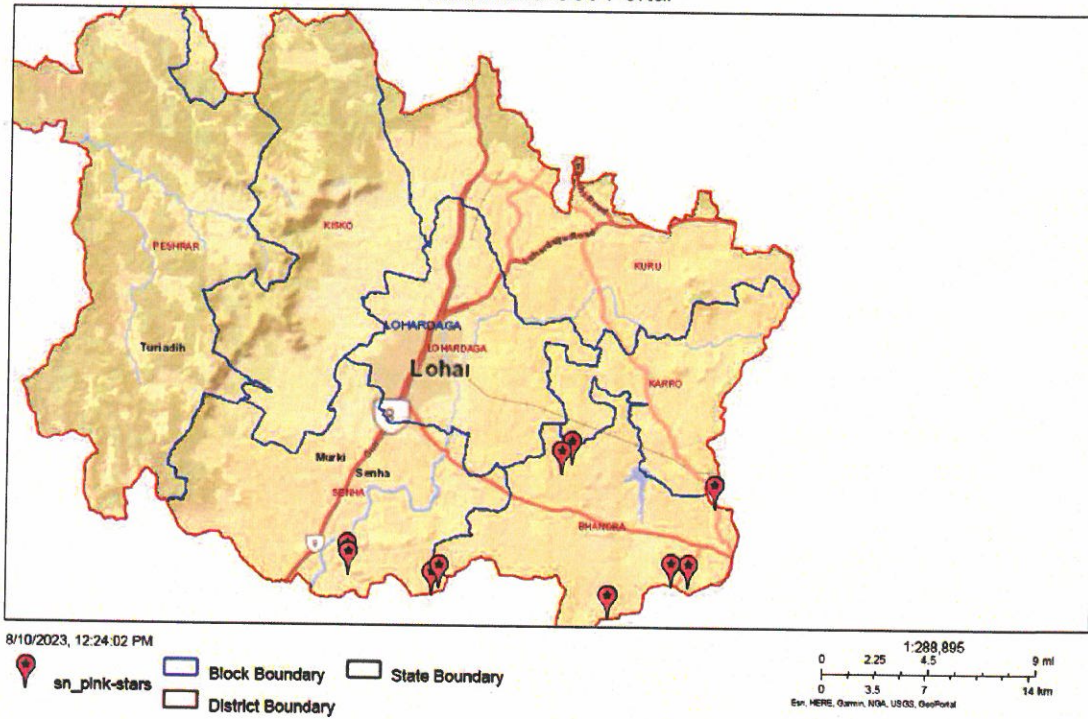 PESHRAR
KISKO
KURU
LOHARDAGA
LOHARDAGA
Lohar
Turiadih
KARRO
Murki
Senha
SENHA
BHANDRA
8/10/2023, 12:24:02 PM
sn_pink-stars
Block Boundary
State Boundary
District Boundary
1:288,895
0 2.25 4.5 9 mi
0 3.5 7 14 km
Esri, HERE, Garmin, NGA, USGS, GeoPortal